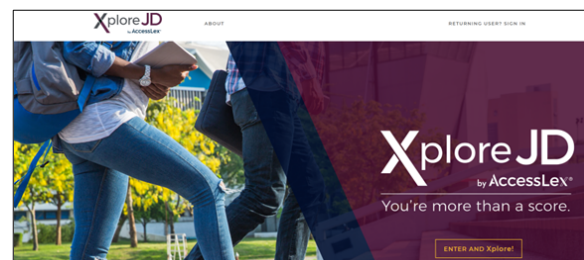 XploreJD
by AccessLex®
ABOUT
RETURNING USER? SIGN IN
XploreJD
by AccessLex®
You're more than a score.
ENTER AND Xplore!